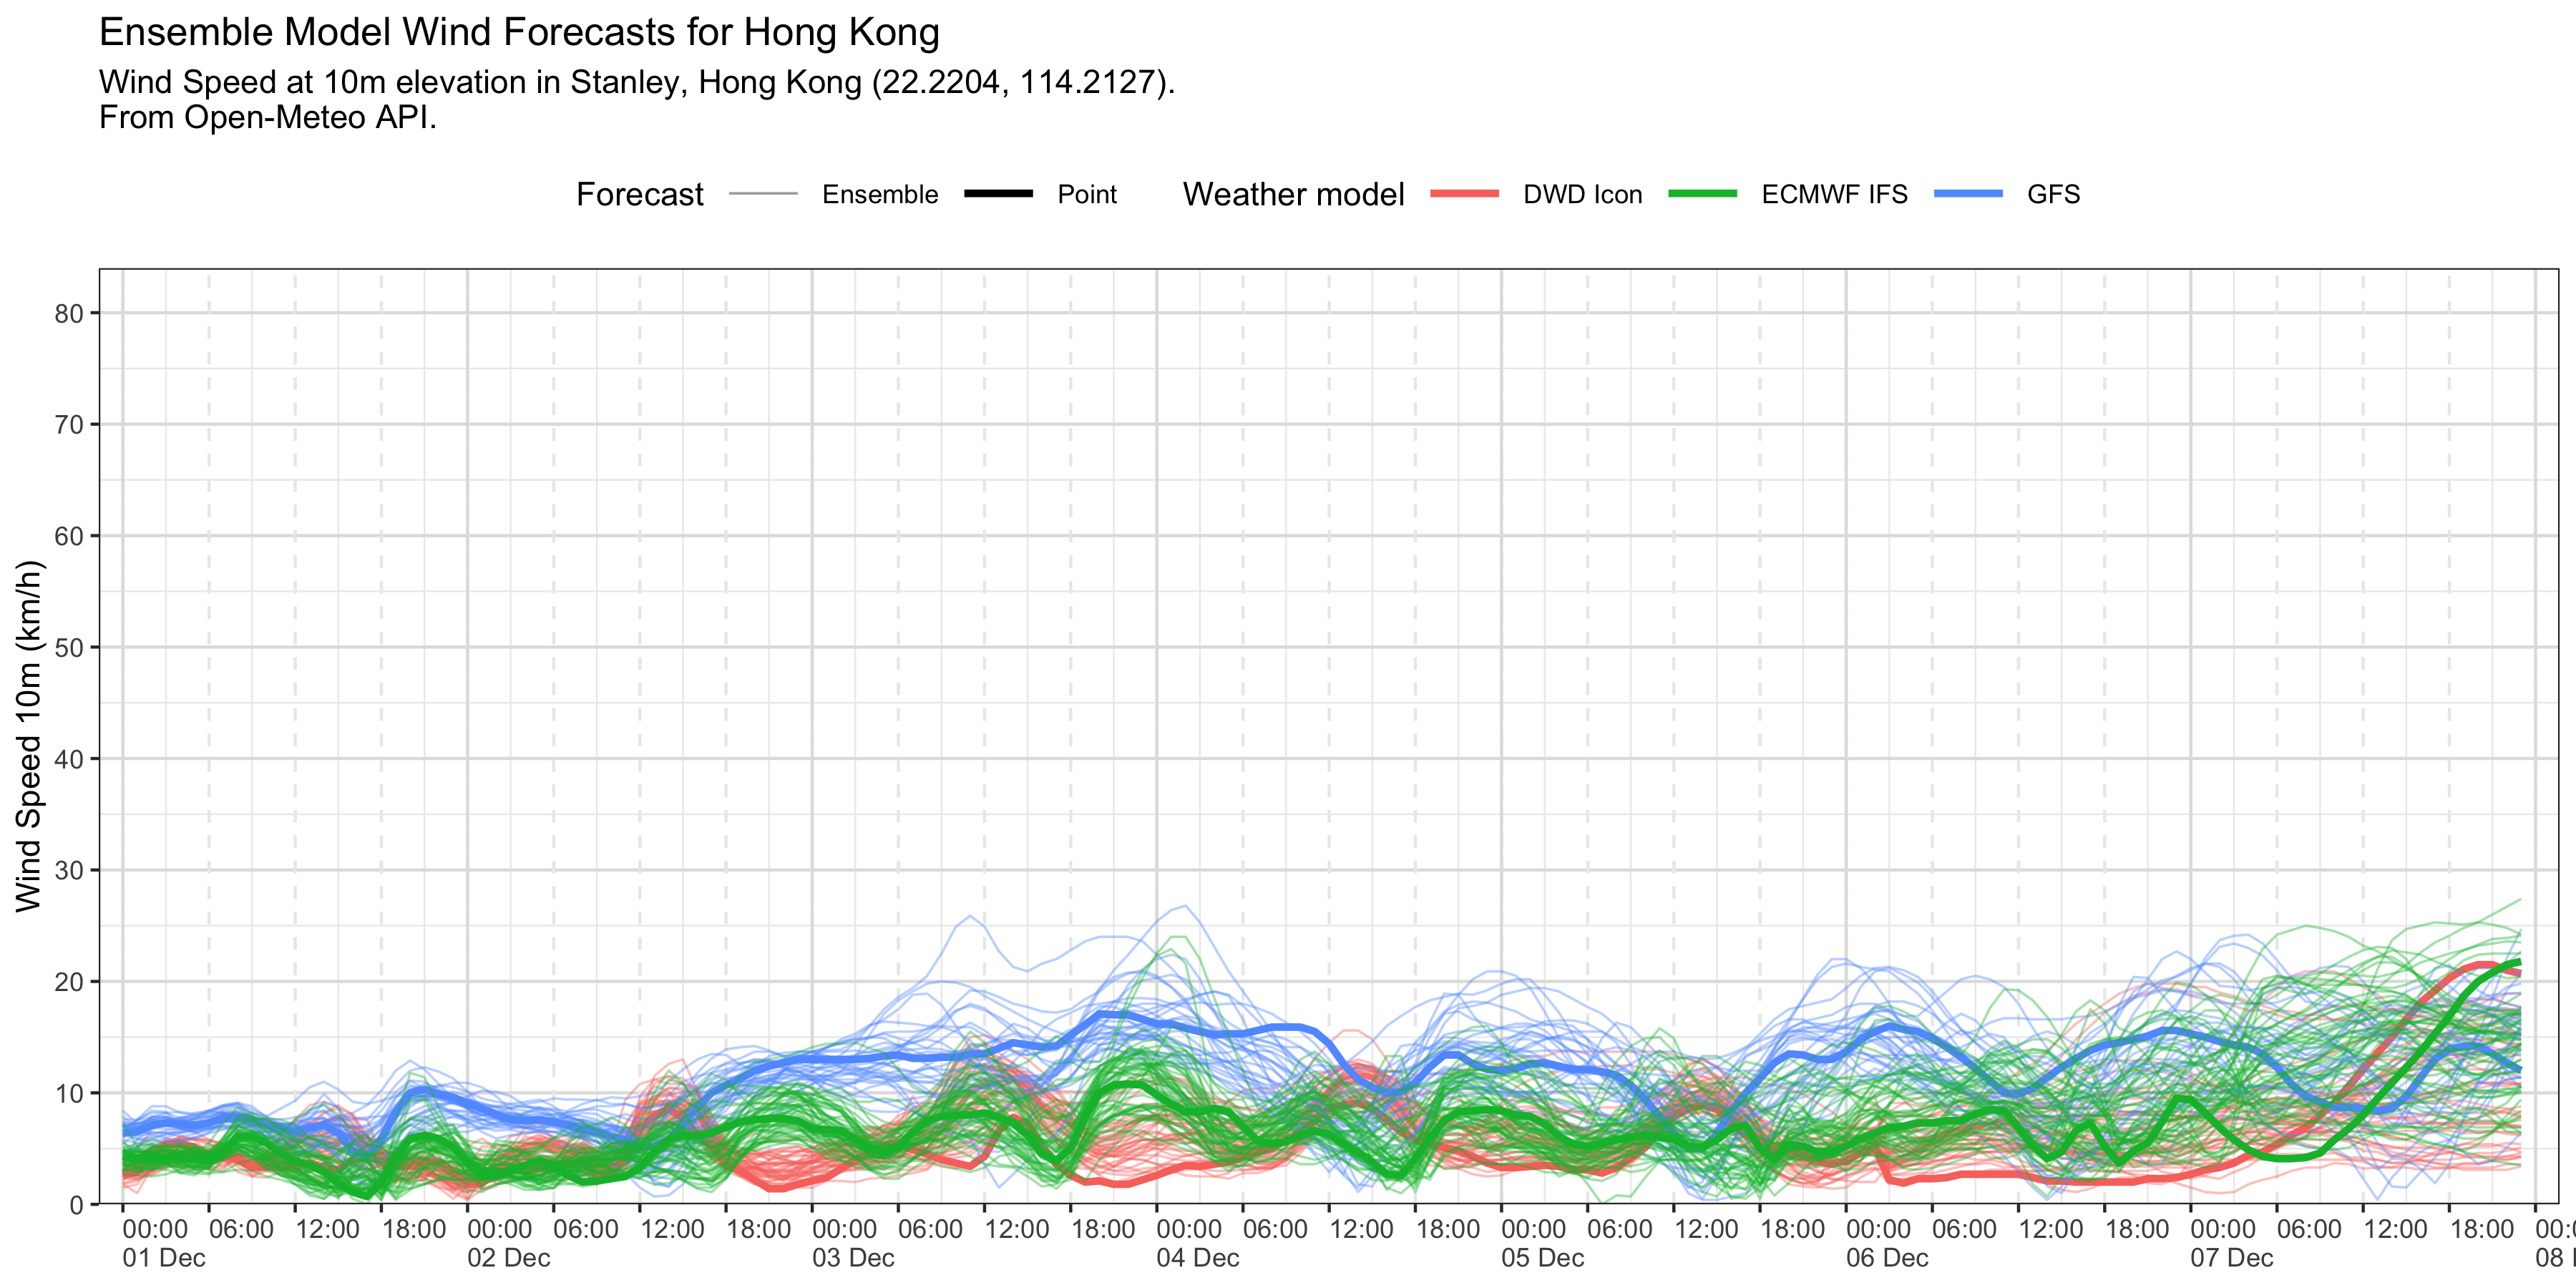 Ensemble Model Wind Forecasts for Hong Kong
Wind Speed at 10m elevation in Stanley, Hong Kong (22.2204, 114.2127).
From Open-Meteo API.
Forecast Ensemble Point Weather model DWD Icon ECMWF IFS GFS
Wind Speed 10m (km/h)
80
70
60
50
40
30
20
10
0
00:00 06:00 12:00 18:00 00:00 06:00 12:00 18:00 00:00 06:00 12:00 18:00 00:00 06:00 12:00 18:00 00:00 06:00 12:00 18:00 00:00 06:00 12:00 18:00 00:00 06:00 12:00 18:00
01 Dec 02 Dec 03 Dec 04 Dec 05 Dec 06 Dec 07 Dec 08